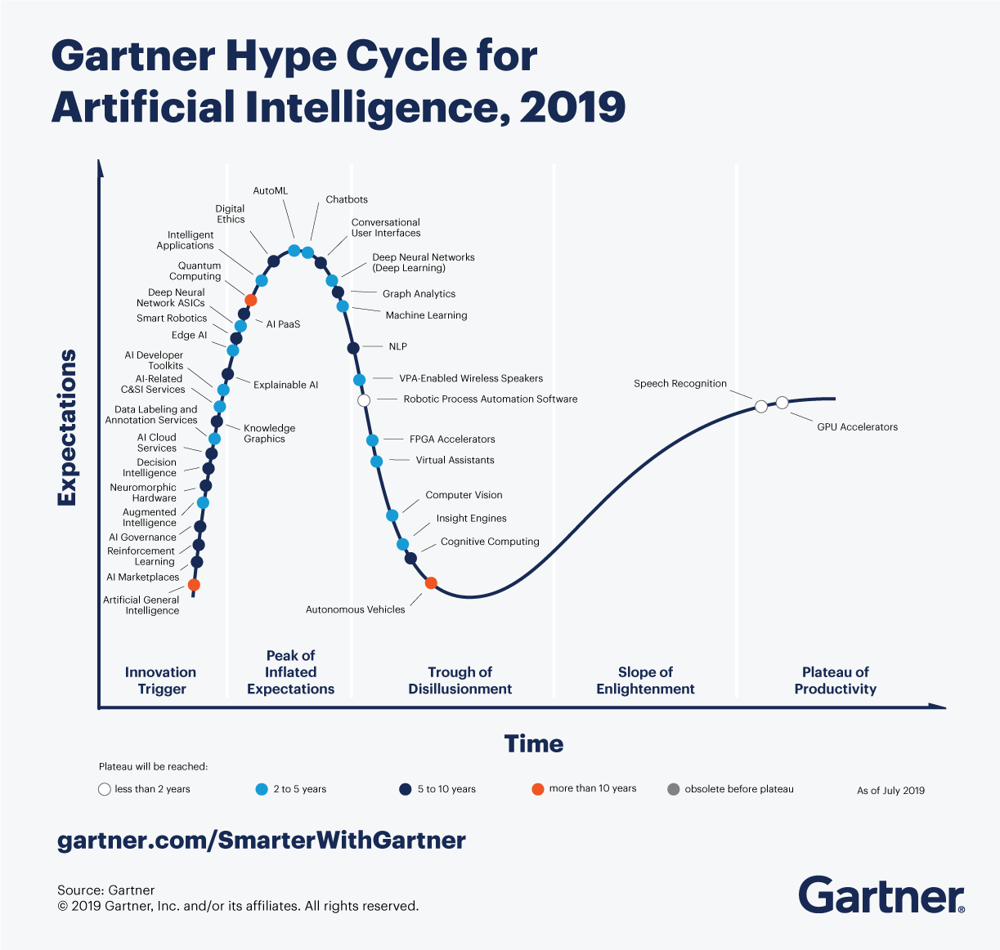 Gartner Hype Cycle for
Artificial Intelligence, 2019
Expectations
AutoML
Chatbots
Digital
Ethics
Conversational
User Interfaces
Intelligent
Applications
Deep Neural Networks
(Deep Learning)
Quantum
Computing
Graph Analytics
Deep Neural
Network ASICs
Machine Learning
Smart Robotics
AI PaaS
Edge AI
NLP
AI Developer
Toolkits
AI-Related
C&SI Services
Explainable AI
VPA-Enabled Wireless Speakers
Speech Recognition
Robotic Process Automation Software
Data Labeling and
Annotation Services
Knowledge
Graphics
GPU Accelerators
AI Cloud
Services
FPGA Accelerators
Decision
Intelligence
Virtual Assistants
Neuromorphic
Hardware
Computer Vision
Augmented
Intelligence
Insight Engines
AI Governance
Cognitive Computing
Reinforcement
Learning
AI Marketplaces
Artificial General
Intelligence
Autonomous Vehicles
Innovation
Trigger
Peak of
Inflated
Expectations
Trough of
Disillusionment
Slope of
Enlightenment
Plateau of
Productivity
Time
Plateau will be reached:
less than 2 years
2 to 5 years
5 to 10 years
more than 10 years
obsolete before plateau
As of July 2019
gartner.com/SmarterWithGartner
Source: Gartner
© 2019 Gartner, Inc. and/or its affiliates. All rights reserved.
Gartner®